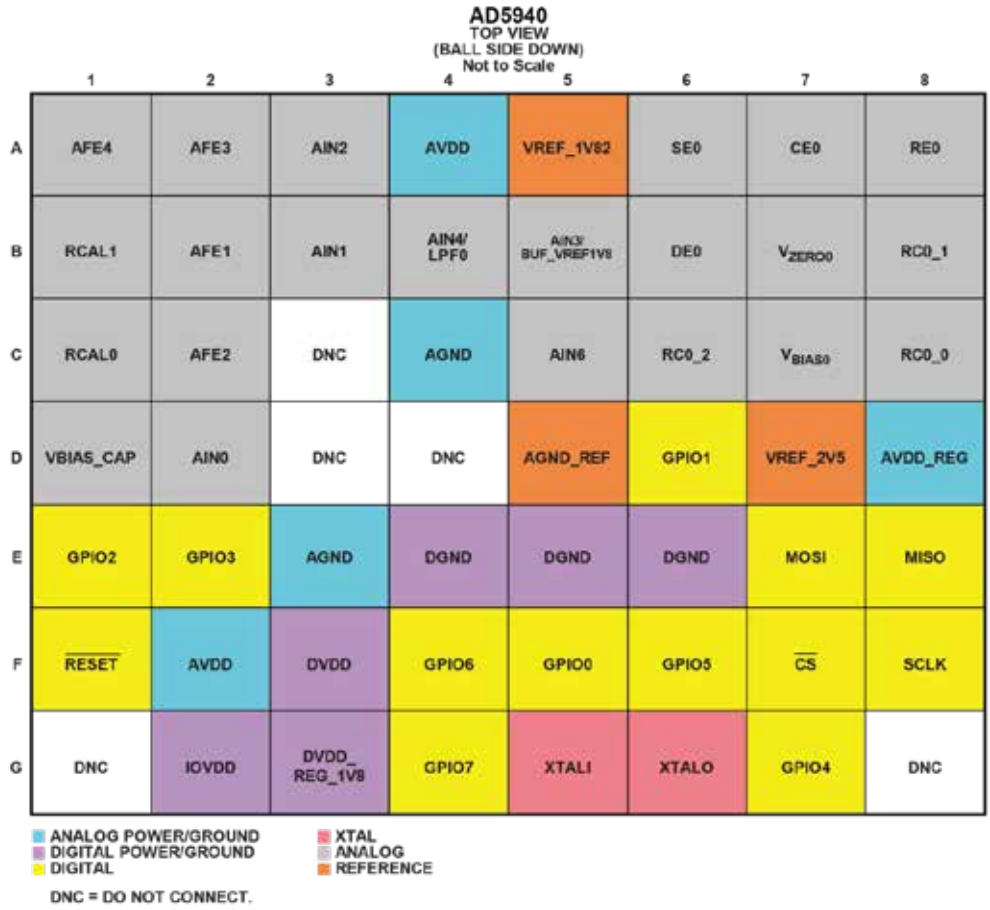 AD5940
TOP VIEW
(BALL SIDE DOWN)
Not to Scale
1 2 3 4 5 6 7 8
A AFE4 AFE3 AIN2 AVDD VREF_1V82 SE0 CE0 RE0
B RCAL1 AFE1 AIN1 AIN4/ LPF0 AIN3/ BUF_VREF1V8 DE0 VZERO0 RC0_1
C RCAL0 AFE2 DNC AGND AIN6 RC0_2 VBIAS0 RC0_0
D VBIAS_CAP AIN0 DNC DNC AGND_REF GPIO1 VREF_2V5 AVDD_REG
E GPIO2 GPIO3 AGND DGND DGND DGND MOSI MISO
F RESET AVDD DVDD GPIO6 GPIO0 GPIO5 CS SCLK
G DNC IOVDD DVDD_ REG_1V8 GPIO7 XTALI XTALO GPIO4 DNC
ANALOG POWER/GROUND XTAL
DIGITAL POWER/GROUND ANALOG
DIGITAL REFERENCE
DNC = DO NOT CONNECT.